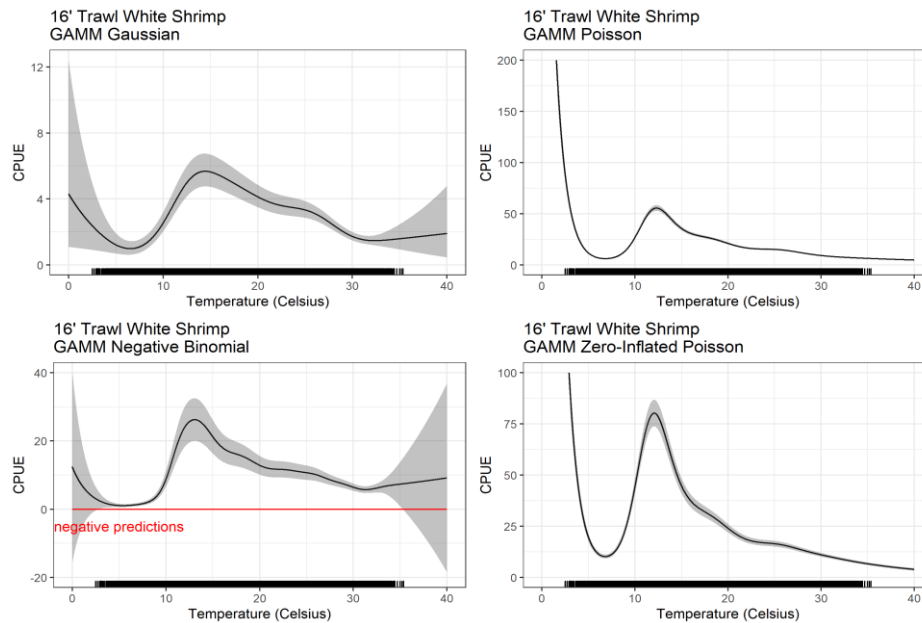 16' Trawl White Shrimp
GAMM Gaussian
12
8
4
0
CPUE
0 10 20 30 40
Temperature (Celsius)
16' Trawl White Shrimp
GAMM Poisson
200
150
100
50
0
CPUE
0 10 20 30 40
Temperature (Celsius)
16' Trawl White Shrimp
GAMM Negative Binomial
40
20
0
-20
CPUE
negative predictions
0 10 20 30 40
Temperature (Celsius)
16' Trawl White Shrimp
GAMM Zero-Inflated Poisson
100
75
50
25
0
CPUE
0 10 20 30 40
Temperature (Celsius)